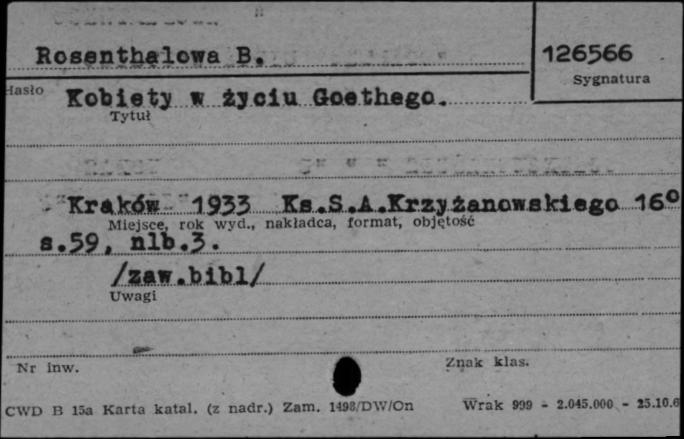 Rosenthalowa B.
126566
Sygnatura
Hasło
Kobiety w życiu Goethego.
Tytuł
Kraków 1933 Ks.S.A.Krzyżanowskiego 16º
Miejsce, rok wyd., nakładca, format, objętość
s.59, nlb.3.
/zaw.bibl/
Uwagi
Nr inw.
Znak klas.
CWD B 15a Karta katal. (z nadr.) Zam. 1498/DW/On
Wrak 999 - 2.045.000 - 25.10.6